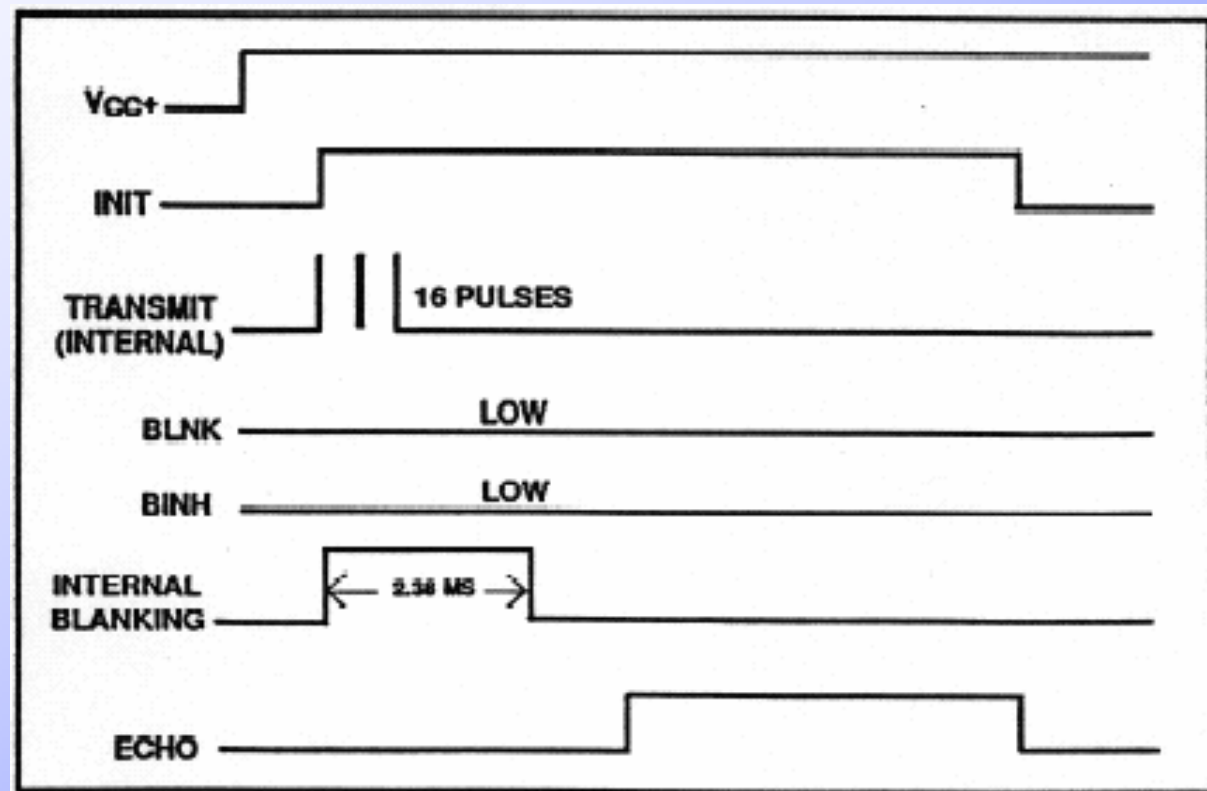 VCC+
INIT
TRANSMIT
(INTERNAL)
16 PULSES
BLNK
LOW
BINH
LOW
INTERNAL
BLANKING
2.38 MS
ECHO